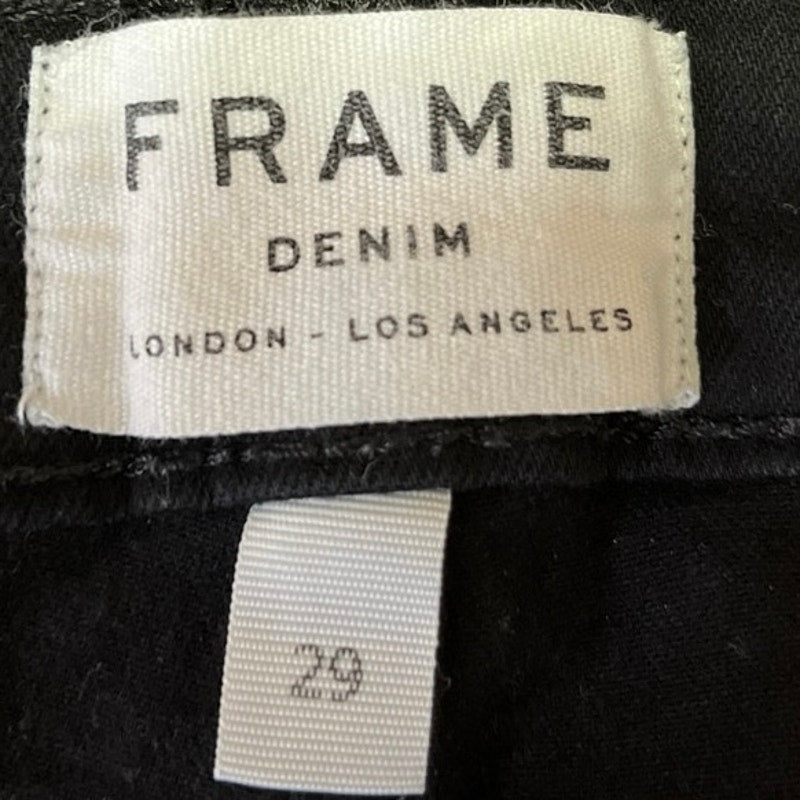 FRAME
DENIM
LONDON - LOS ANGELES
29